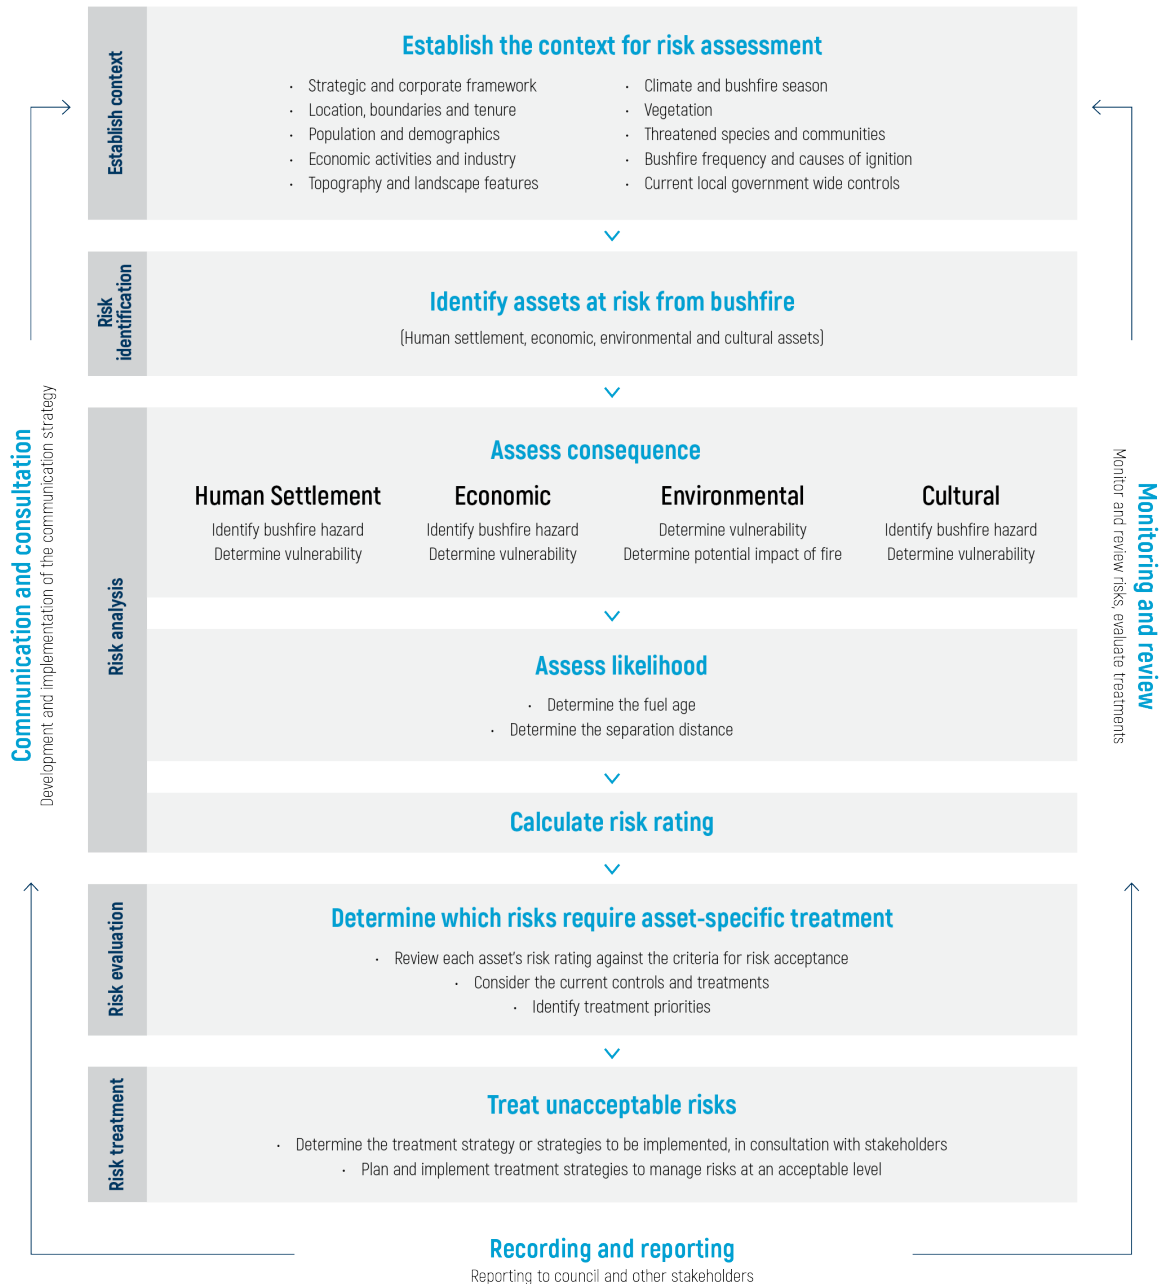 Establish context
Establish the context for risk assessment
· Strategic and corporate framework
· Location, boundaries and tenure
· Population and demographics
· Economic activities and industry
· Topography and landscape features
· Climate and bushfire season
· Vegetation
· Threatened species and communities
· Bushfire frequency and causes of ignition
· Current local government wide controls
Risk
identification
Identify assets at risk from bushfire
(Human settlement, economic, environmental and cultural assets)
Risk analysis
Assess consequence
Human Settlement
Identify bushfire hazard
Determine vulnerability
Economic
Identify bushfire hazard
Determine vulnerability
Environmental
Determine vulnerability
Determine potential impact of fire
Cultural
Identify bushfire hazard
Determine vulnerability
Assess likelihood
· Determine the fuel age
· Determine the separation distance
Calculate risk rating
Risk evaluation
Determine which risks require asset-specific treatment
· Review each asset's risk rating against the criteria for risk acceptance
· Consider the current controls and treatments
· Identify treatment priorities
Risk treatment
Treat unacceptable risks
· Determine the treatment strategy or strategies to be implemented, in consultation with stakeholders
· Plan and implement treatment strategies to manage risks at an acceptable level
Communication and consultation
Development and implementation of the communication strategy
Monitoring and review
Monitor and review risks, evaluate treatments
Recording and reporting
Reporting to council and other stakeholders